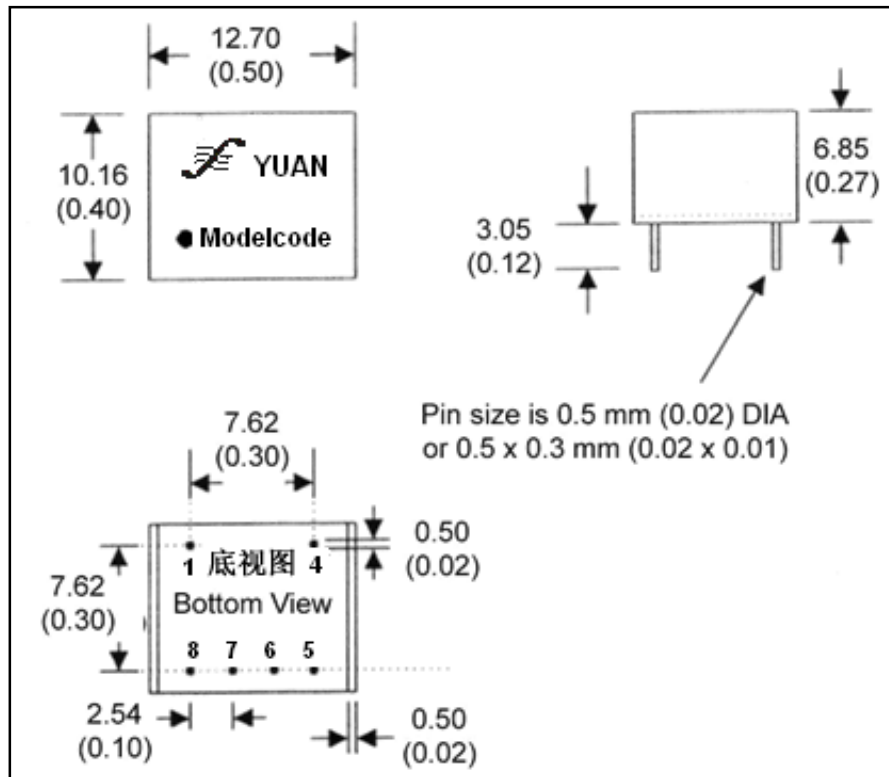 12.70
(0.50)
10.16
(0.40)
YUAN
Modelcode
6.85
(0.27)
3.05
(0.12)
Pin size is 0.5 mm (0.02) DIA
or 0.5 x 0.3 mm (0.02 x 0.01)
7.62
(0.30)
0.50
(0.02)
1 底视图 4
Bottom View
7.62
(0.30)
8 7 6 5
2.54
(0.10)
0.50
(0.02)